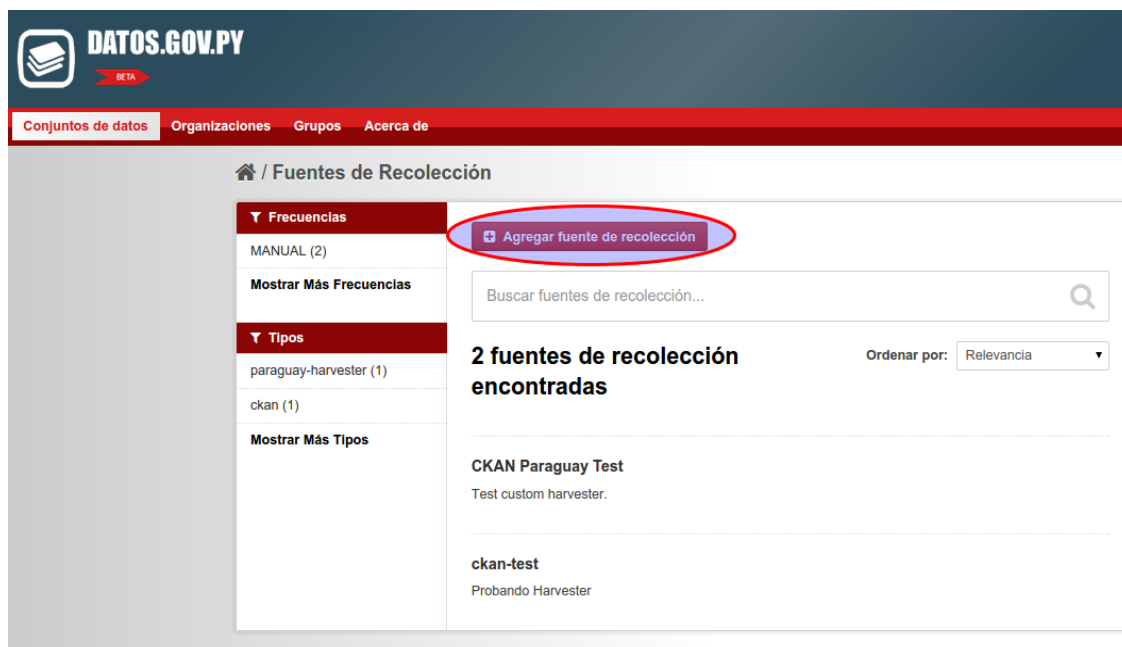 DATOS.GOV.PY
BETA
Conjuntos de datos Organizaciones Grupos Acerca de
/ Fuentes de Recolección
Frecuencias
MANUAL (2)
Mostrar Más Frecuencias
Tipos
paraguay-harvester (1)
ckan (1)
Mostrar Más Tipos
Agregar fuente de recolección
Buscar fuentes de recolección...
2 fuentes de recolección
encontradas
Ordenar por: Relevancia
CKAN Paraguay Test
Test custom harvester.
ckan-test
Probando Harvester